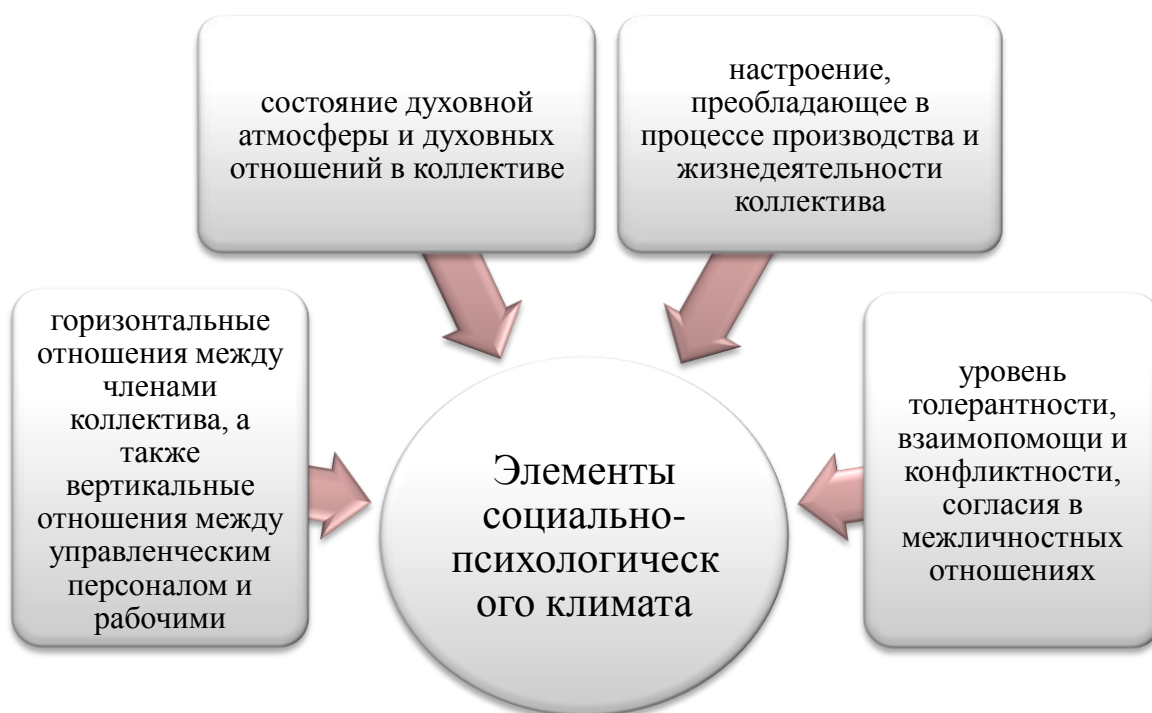 состояние духовной
атмосферы и духовных
отношений в коллективе
настроение,
преобладающее в
процессе производства и
жизнедеятельности
коллектива
горизонтальные
отношения между
членами
коллектива, а
также
вертикальные
отношения между
управленческим
персоналом и
рабочими
уровень
толерантности,
взаимопомощи и
конфликтности,
согласия в
межличностных
отношениях
Элементы
социально-
психологическ
ого климата